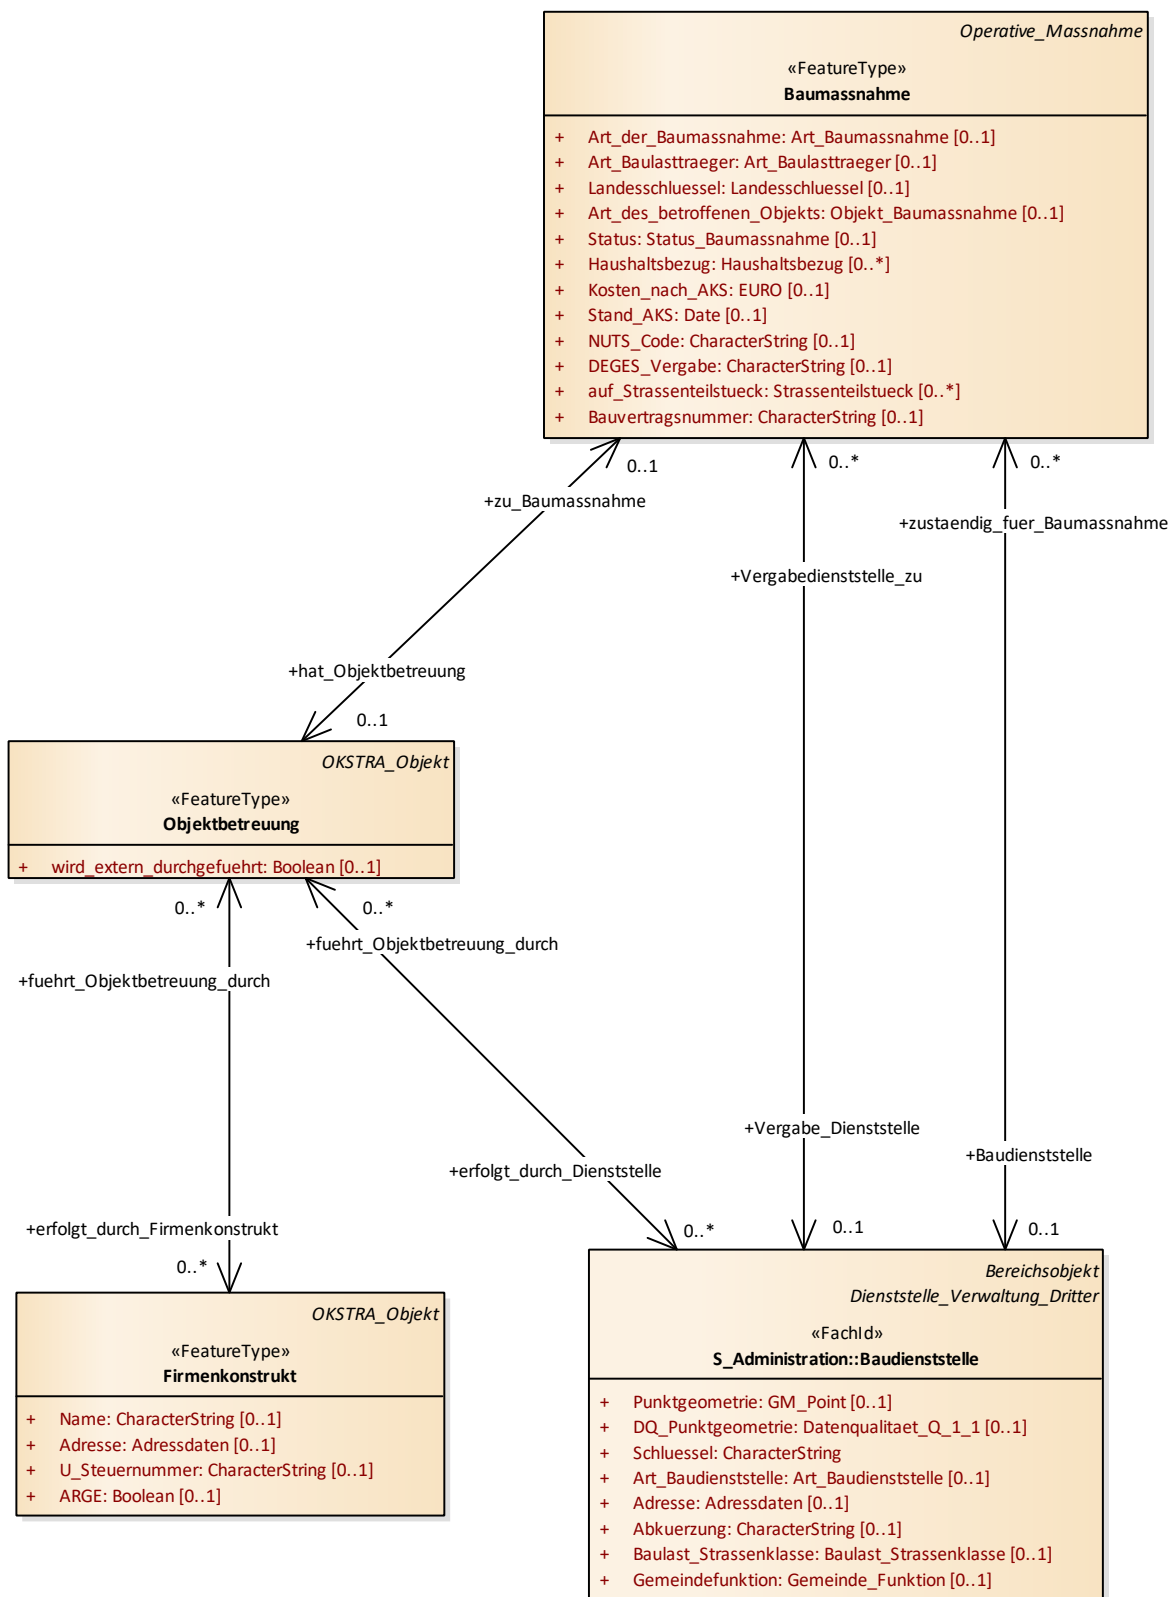 Operative_Massnahme
«FeatureType»
Baumassnahme
+ Art_der_Baumassnahme: Art_Baumassnahme [0..1]
+ Art_Baulasttraeger: Art_Baulasttraeger [0..1]
+ Landesschluessel: Landesschluessel [0..1]
+ Art_des_betroffenen_Objekts: Objekt_Baumassnahme [0..1]
+ Status: Status_Baumassnahme [0..1]
+ Haushaltsbezug: Haushaltsbezug [0..*]
+ Kosten_nach_AKS: EURO [0..1]
+ Stand_AKS: Date [0..1]
+ NUTS_Code: CharacterString [0..1]
+ DEGES_Vergabe: CharacterString [0..1]
+ auf_Strassenteilstueck: Strassenteilstueck [0..*]
+ Bauvertragsnummer: CharacterString [0..1]
0..1
0..*
0..*
+zu_Baumassnahme
+zustaendig_fuer_Baumassnahme
+Vergabedienststelle_zu
+hat_Objektbetreuung
0..1
OKSTRA_Objekt
«FeatureType»
Objektbetreuung
+ wird_extern_durchgefuehrt: Boolean [0..1]
0..*
0..*
+fuehrt_Objektbetreuung_durch
+fuehrt_Objektbetreuung_durch
+Vergabe_Dienststelle
+Baudienststelle
+erfolgt_durch_Dienststelle
+erfolgt_durch_Firmenkonstrukt
0..*
0..1
0..1
0..*
OKSTRA_Objekt
«FeatureType»
Firmenkonstrukt
+ Name: CharacterString [0..1]
+ Adresse: Adressdaten [0..1]
+ U_Steuernummer: CharacterString [0..1]
+ ARGE: Boolean [0..1]
Bereichsobjekt
Dienststelle_Verwaltung_Dritter
«FachId»
S_Administration::Baudienststelle
+ Punktgeometrie: GM_Point [0..1]
+ DQ_Punktgeometrie: Datenqualitaet_Q_1_1 [0..1]
+ Schluessel: CharacterString
+ Art_Baudienststelle: Art_Baudienststelle [0..1]
+ Adresse: Adressdaten [0..1]
+ Abkuerzung: CharacterString [0..1]
+ Baulast_Strassenklasse: Baulast_Strassenklasse [0..1]
+ Gemeindefunktion: Gemeinde_Funktion [0..1]